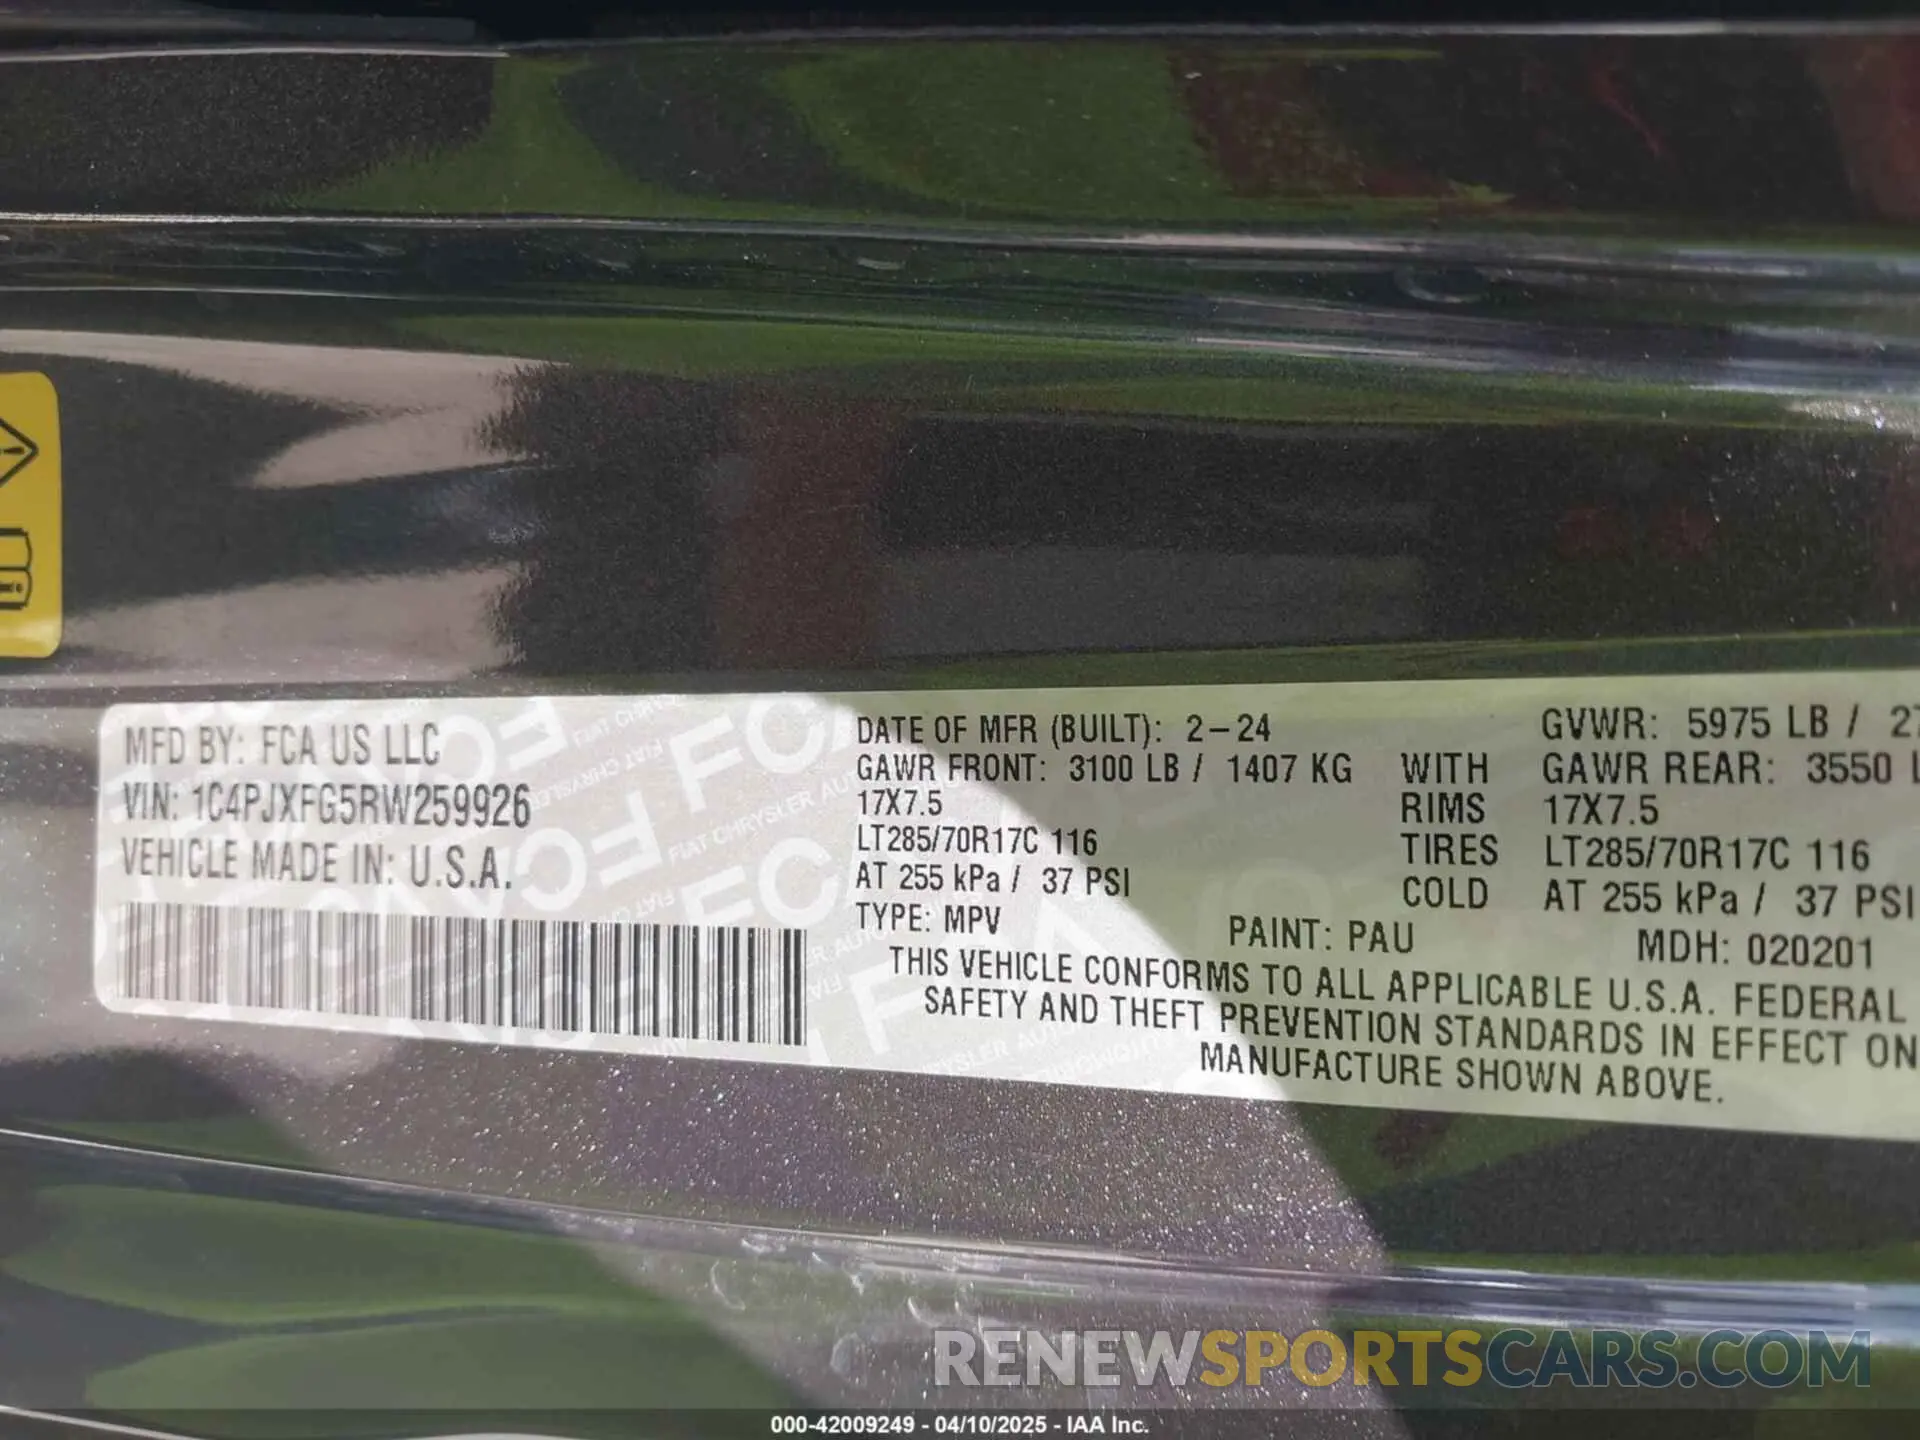 MFD BY: FCA US LLC
VIN: 1C4PJXFG5RW259926
VEHICLE MADE IN: U.S.A.
DATE OF MFR (BUILT): 2-24
GAWR FRONT: 3100 LB / 1407 KG
17X7.5
LT285/70R17C 116
AT 255 kPa / 37 PSI
TYPE: MPV
WITH
RIMS
TIRES
COLD
GVWR: 5975 LB /
GAWR REAR: 3550
17X7.5
LT285/70R17C 116
AT 255 kPa / 37 PSI
PAINT: PAU
MDH: 020201
THIS VEHICLE CONFORMS TO ALL APPLICABLE U.S.A. FEDERAL
SAFETY AND THEFT PREVENTION STANDARDS IN EFFECT ON
MANUFACTURE SHOWN ABOVE.
RENEWSPORTSCARS.COM
000-42009249 - 04/10/2025 - IAA Inc.